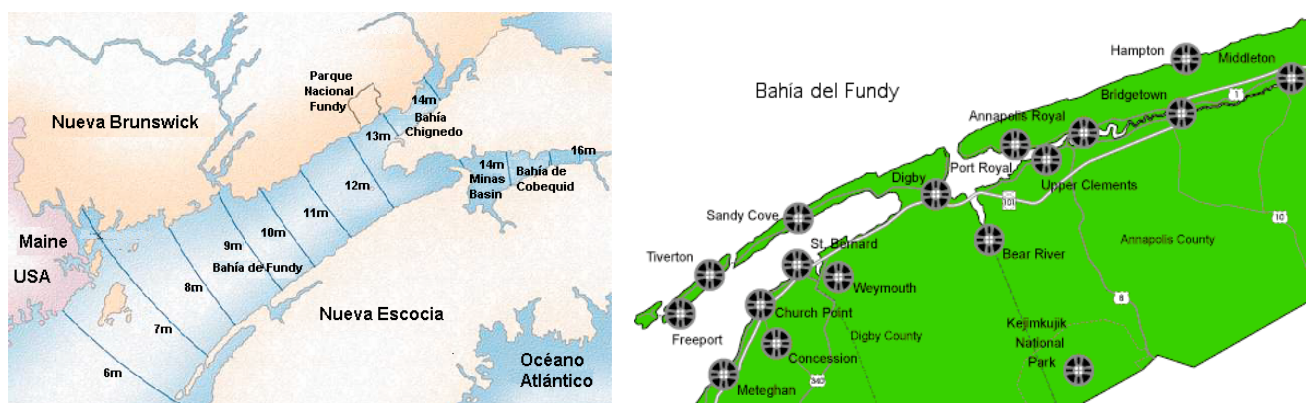 Parque
Nacional
Fundy
Nueva Brunswick
14m
Bahía
Chignedo
13m
16m
14m
Minas
Basin
Bahía de
Cobequid
12m
11m
10m
9m
Bahía de Fundy
8m
7m
6m
Maine
USA
Nueva Escocia
Océano
Atlántico
Bahía del Fundy
Hampton
Middleton
1
Bridgetown
Annapolis Royal
Port Royal
Digby
Upper Clements
101
Sandy Cove
St. Bernard
Bear River
Annapolis County
10
Tiverton
Weymouth
8
Church Point
Freeport
Digby County
Kejimkujik
National
Park
Concession
340
Meteghan